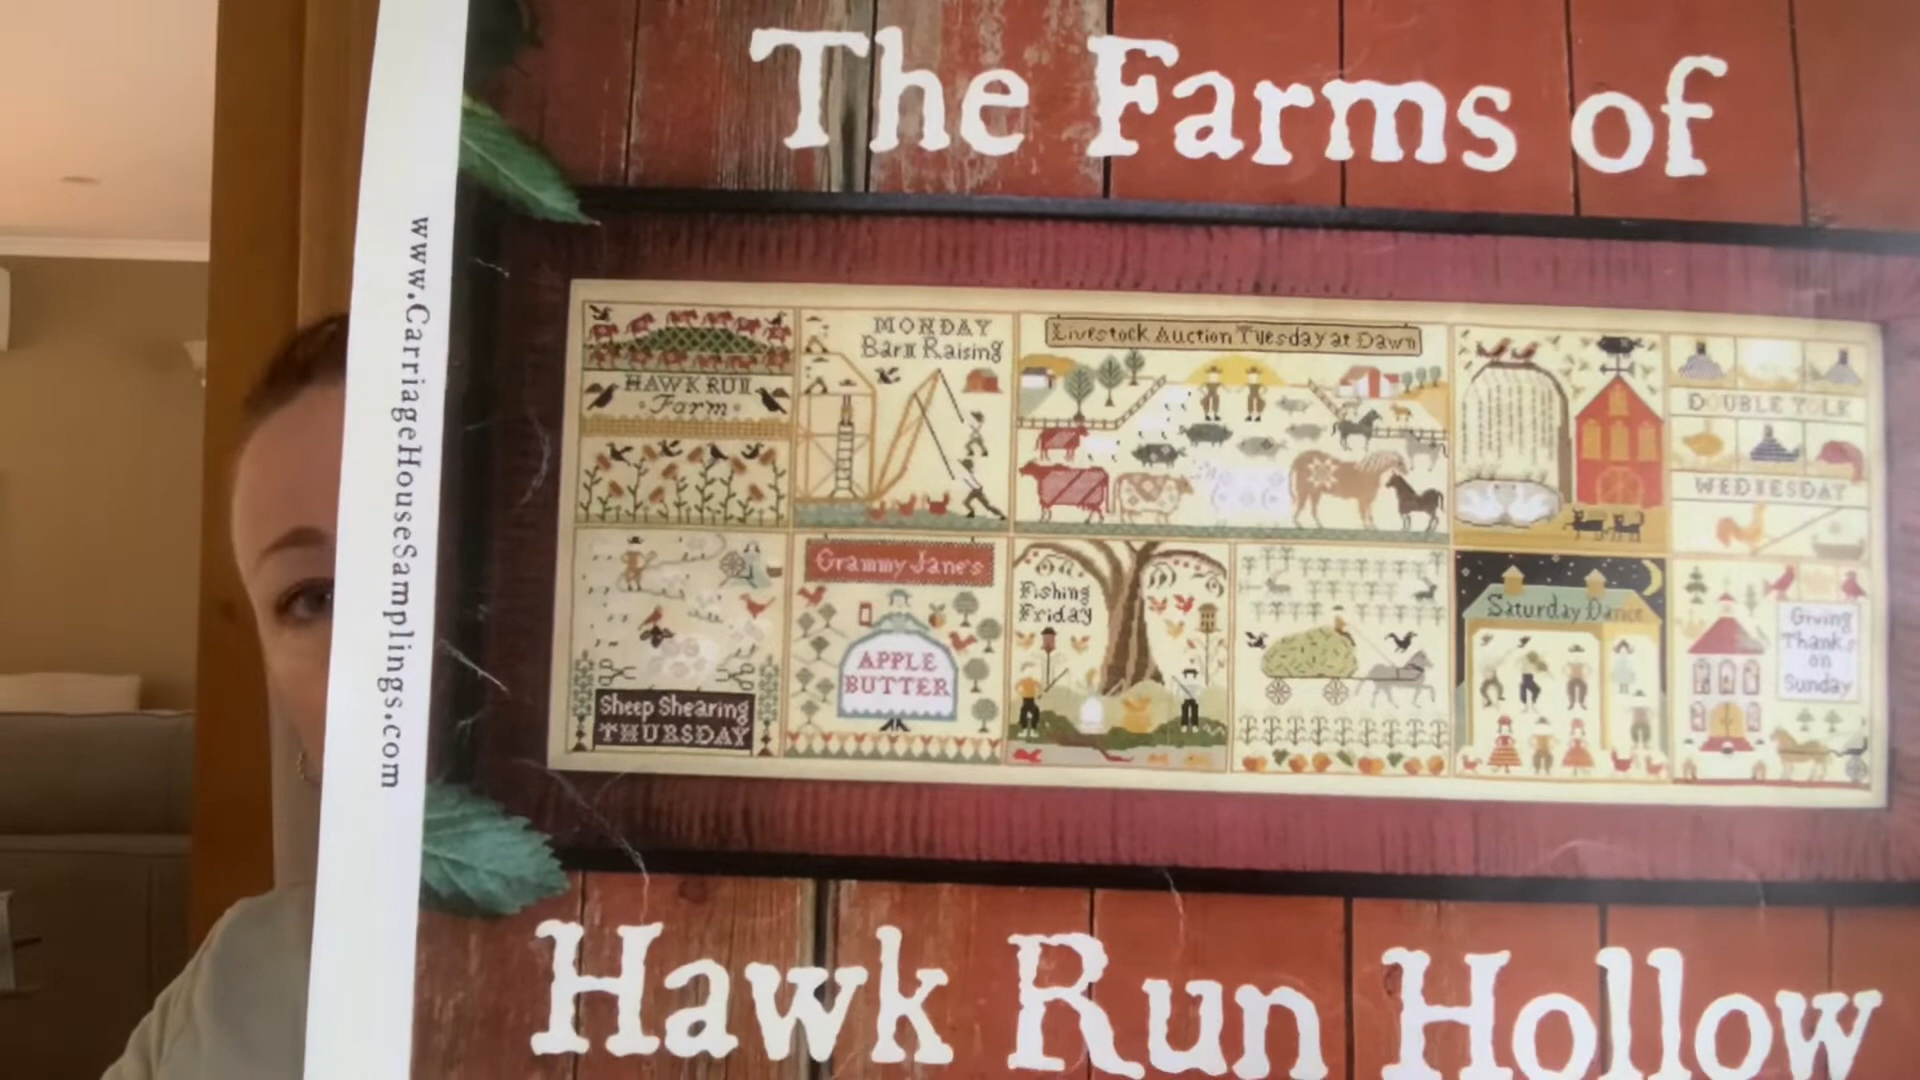 The Farms of
www.CarriageHouseSamplings.com
HAWK RUN
Farm
MONDAY
Barn Raising
Livestock Auction Tuesday at Dawn
DOUBLE YOLK
WEDNESDAY
Sheep Shearing
THURSDAY
Grammy Jane's
APPLE
BUTTER
Fishing
Friday
Saturday Dance
Giving
Thanks
on
Sunday
Hawk Run Hollow